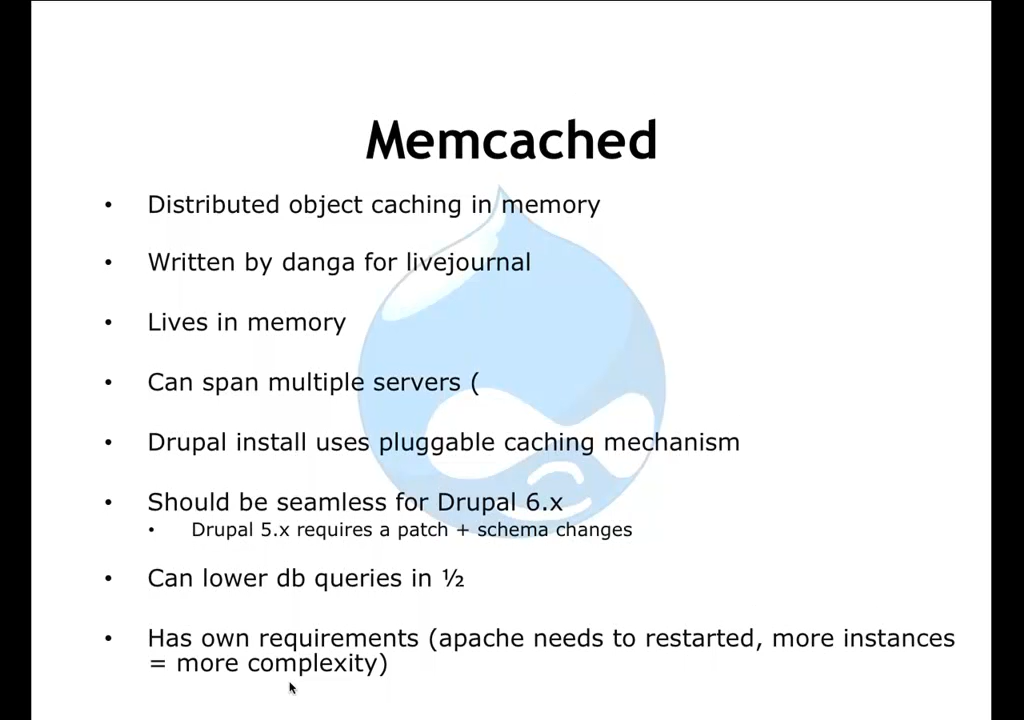 Memcached
• Distributed object caching in memory
• Written by danga for livejournal
• Lives in memory
• Can span multiple servers (
• Drupal install uses pluggable caching mechanism
• Should be seamless for Drupal 6.x
• Drupal 5.x requires a patch + schema changes
• Can lower db queries in ½
• Has own requirements (apache needs to restarted, more instances
= more complexity)